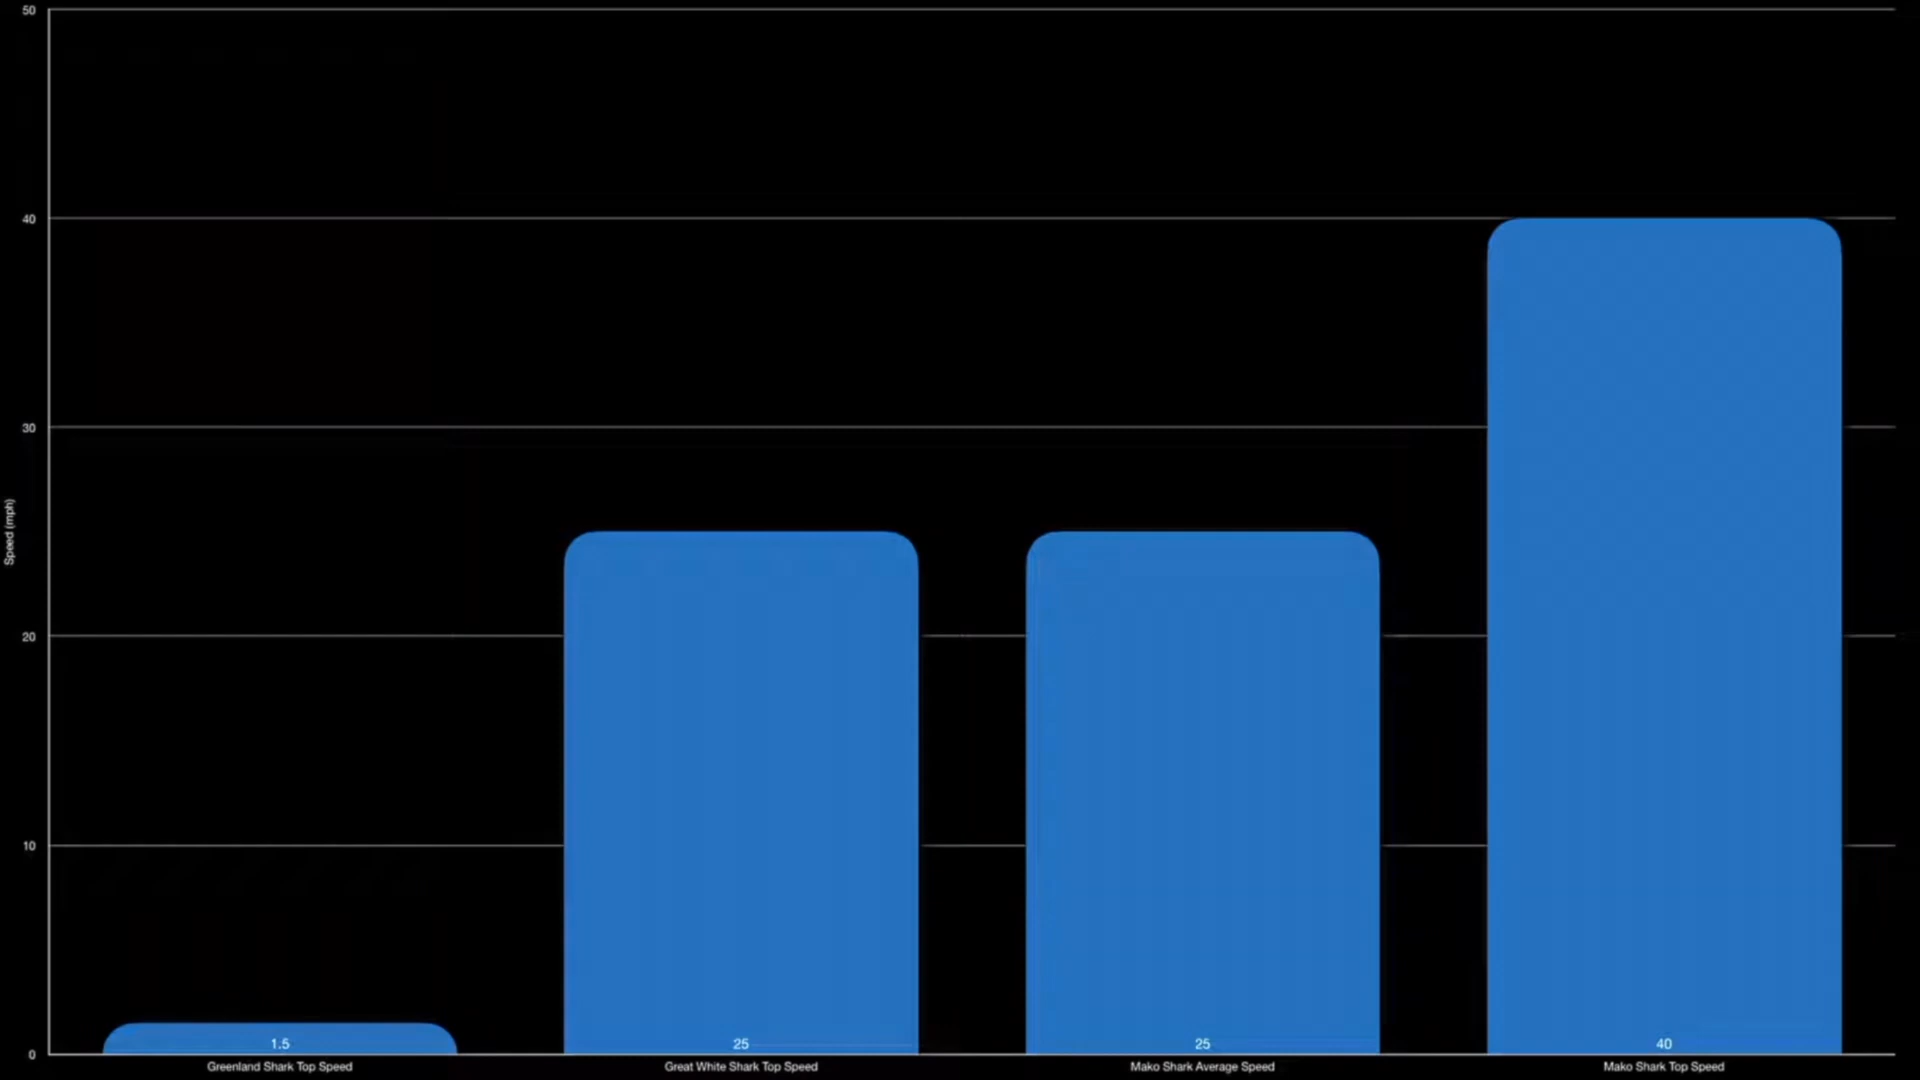 50
40
30
20
10
0
Speed (mph)
1.5
25
25
40
Greenland Shark Top Speed
Great White Shark Top Speed
Mako Shark Average Speed
Mako Shark Top Speed